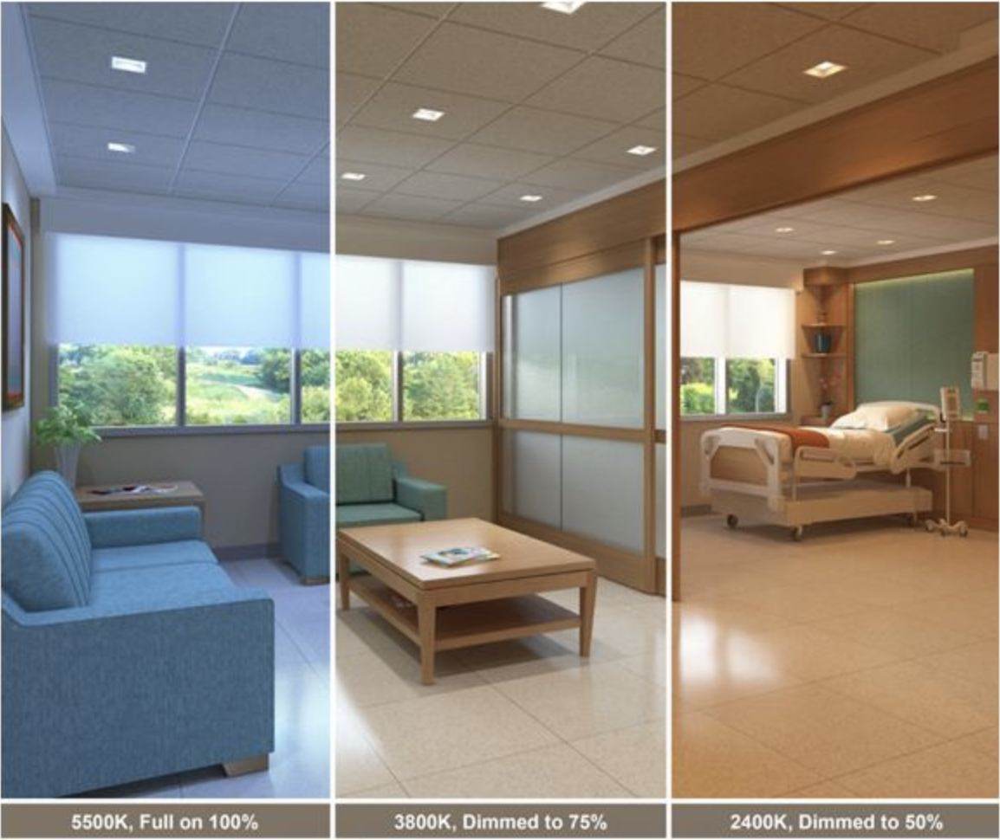 5500K, Full on 100%
3800K, Dimmed to 75%
2400K, Dimmed to 50%